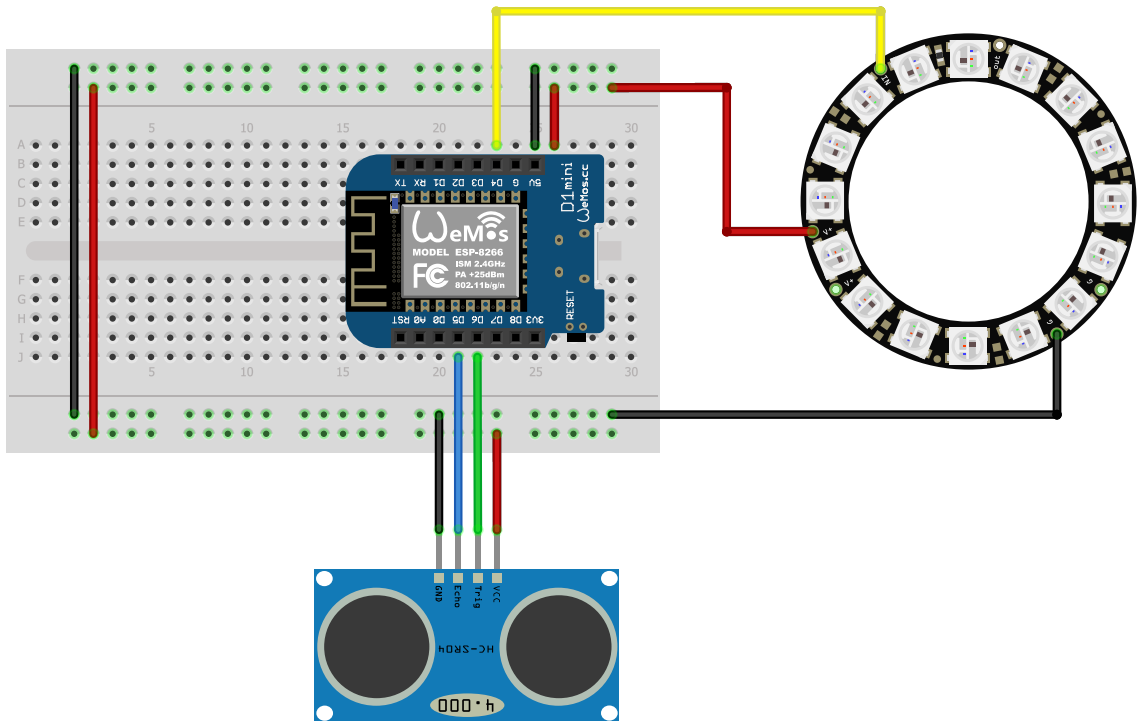 IN
out
5 10 15 20 25 30
A
B
C
D
E
TX RX D1 D2 D3 D4 G 5V
D1 mini
WeMos.cc
WeMos
MODEL ESP-8266
ISM 2.4GHz
PA +25dBm
802.11b/g/n
FC
V+
V+
G
G
F
G
H
I
J
RST A0 D0 D5 D6 D7 D8 3V3
RESET
5 10 15 20 25 30
GND Echo Trig VCC
HC-SR04
4.000